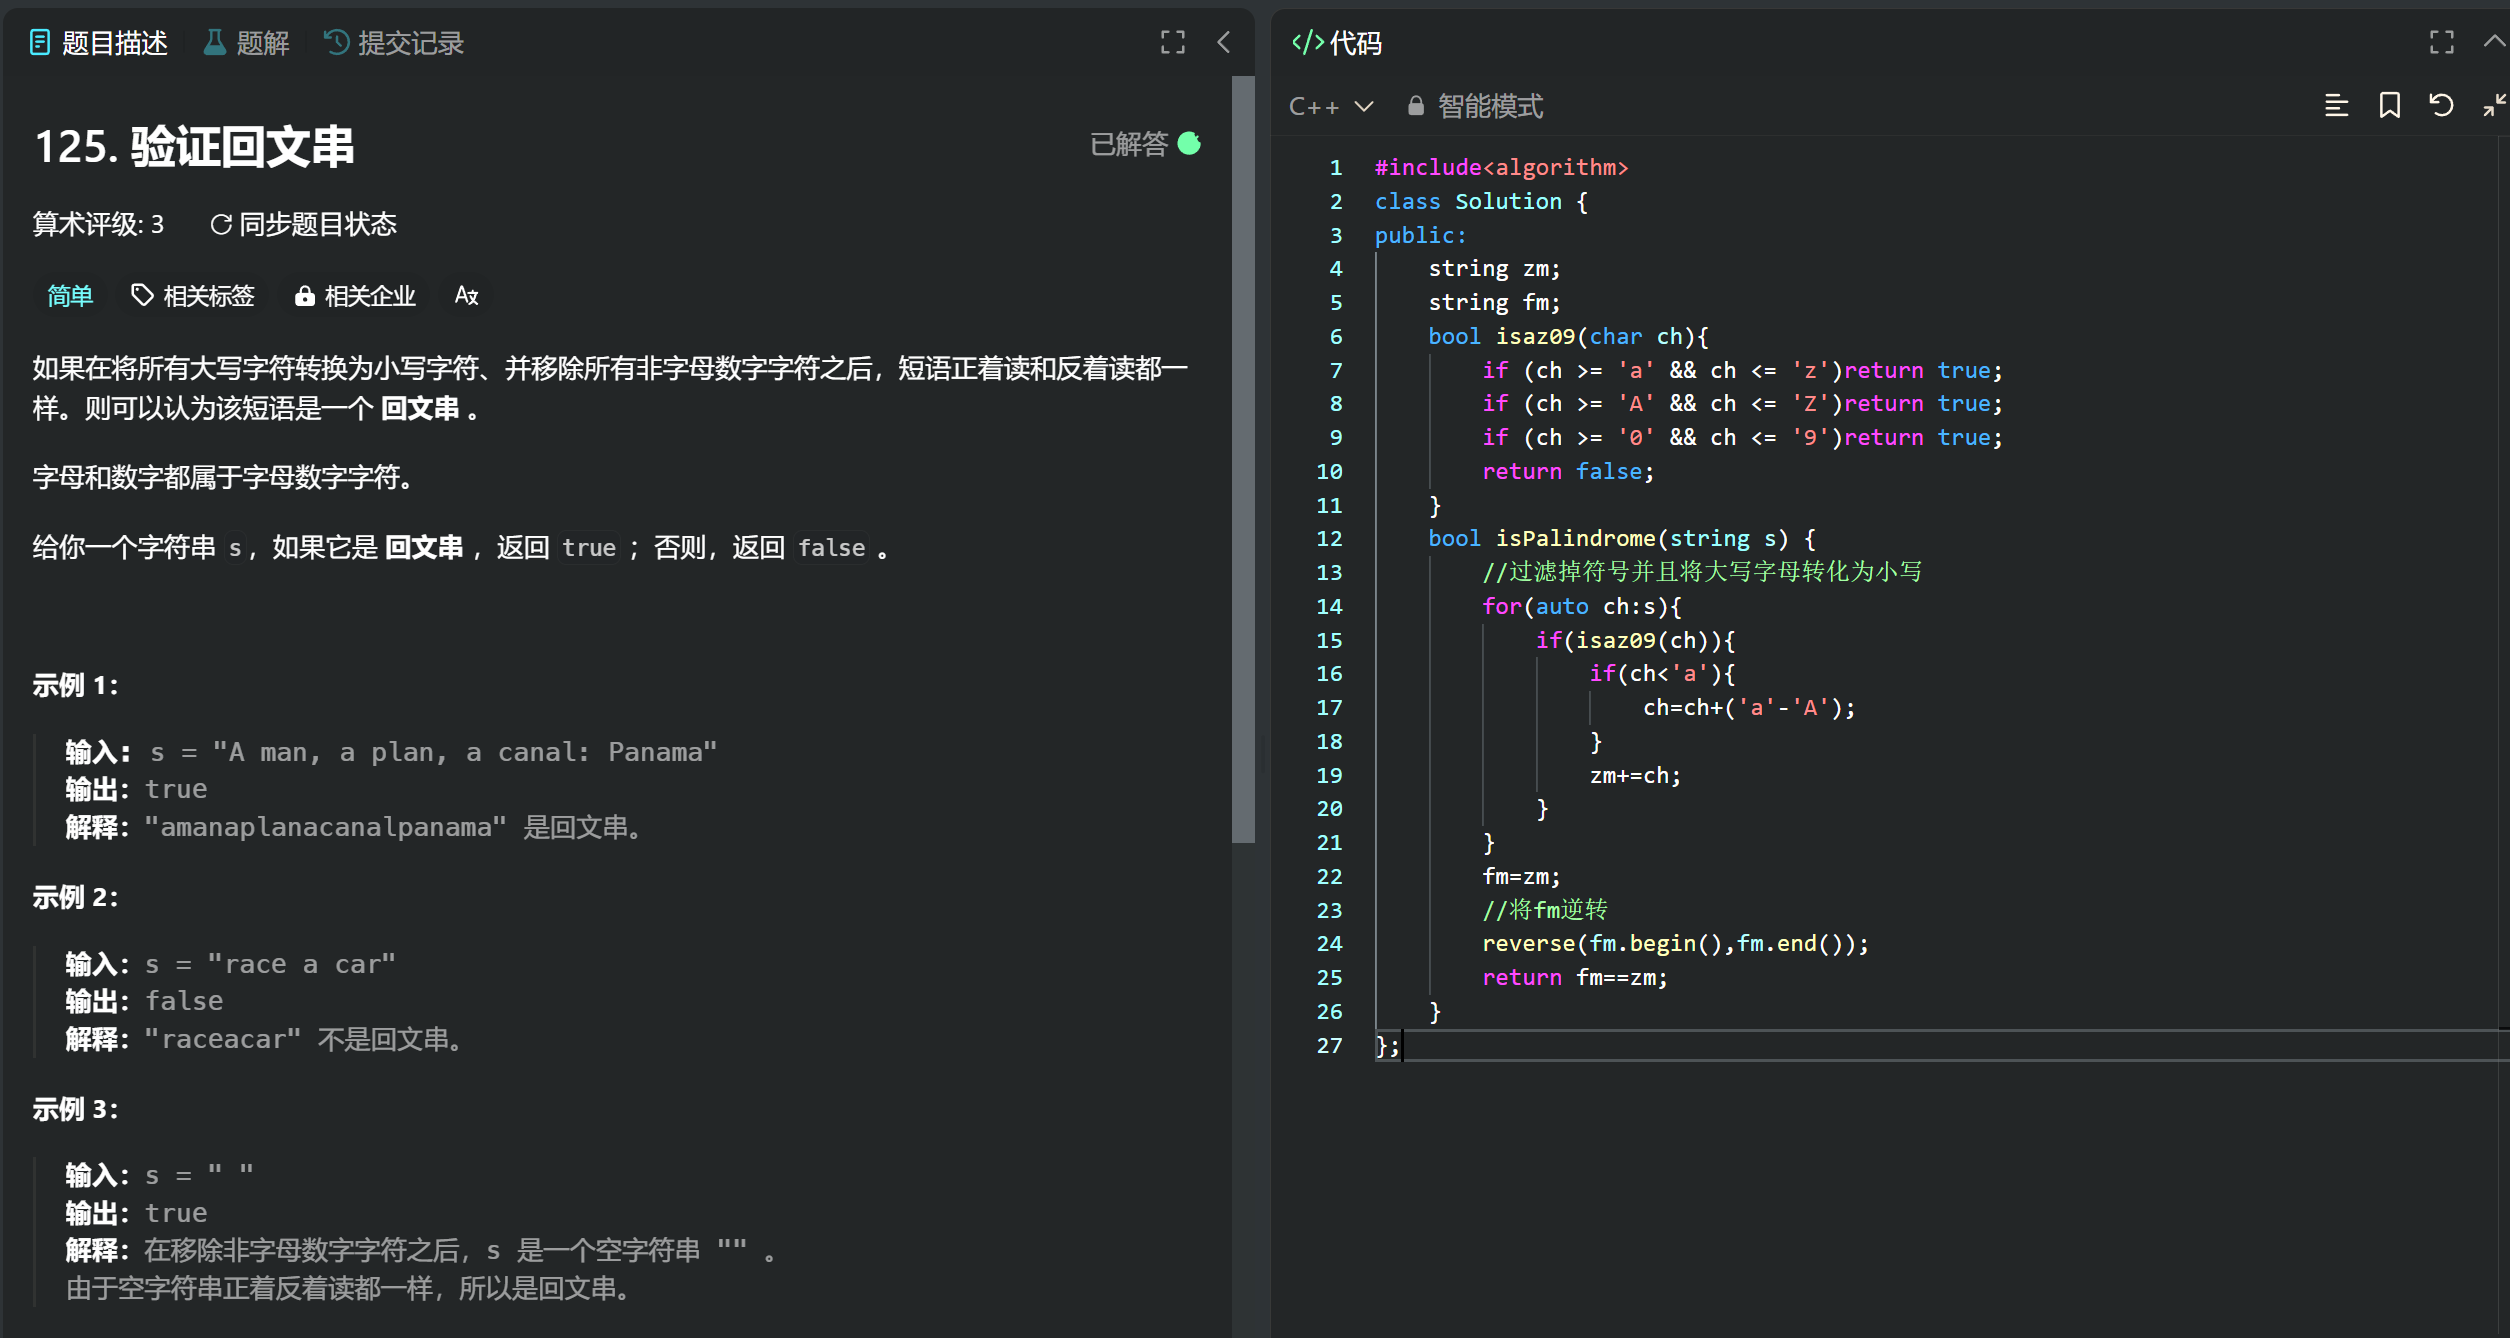 题目描述 题解 提交记录
125. 验证回文串
已解答
算术评级: 3 同步题目状态
简单 相关标签 相关企业
如果在将所有大写字符转换为小写字符、并移除所有非字母数字字符之后，短语正着读和反着读都一
样。则可以认为该短语是一个 回文串 。
字母和数字都属于字母数字字符。
给你一个字符串 s，如果它是 回文串 ，返回 true ；否则，返回 false 。
示例 1：
输入: s = "A man, a plan, a canal: Panama"
输出：true
解释："amanaplanacanalpanama" 是回文串。
示例 2：
输入：s = "race a car"
输出：false
解释："raceacar" 不是回文串。
示例 3：
输入：s = " "
输出：true
解释：在移除非字母数字字符之后，s 是一个空字符串 "" 。
由于空字符串正着反着读都一样，所以是回文串。
</> 代码
C++ 智能模式
1 #include<algorithm>
2 class Solution {
3 public:
4     string zm;
5     string fm;
6     bool isaz09(char ch){
7         if (ch >= 'a' && ch <= 'z')return true;
8         if (ch >= 'A' && ch <= 'Z')return true;
9         if (ch >= '0' && ch <= '9')return true;
10         return false;
11     }
12     bool isPalindrome(string s) {
13         //过滤掉符号并且将大写字母转化为小写
14         for(auto ch:s){
15             if(isaz09(ch)){
16                 if(ch<'a'){
17                     ch=ch+('a'-'A');
18                 }
19                 zm+=ch;
20             }
21         }
22         fm=zm;
23         //将fm逆转
24         reverse(fm.begin(),fm.end());
25         return fm==zm;
26     }
27 };